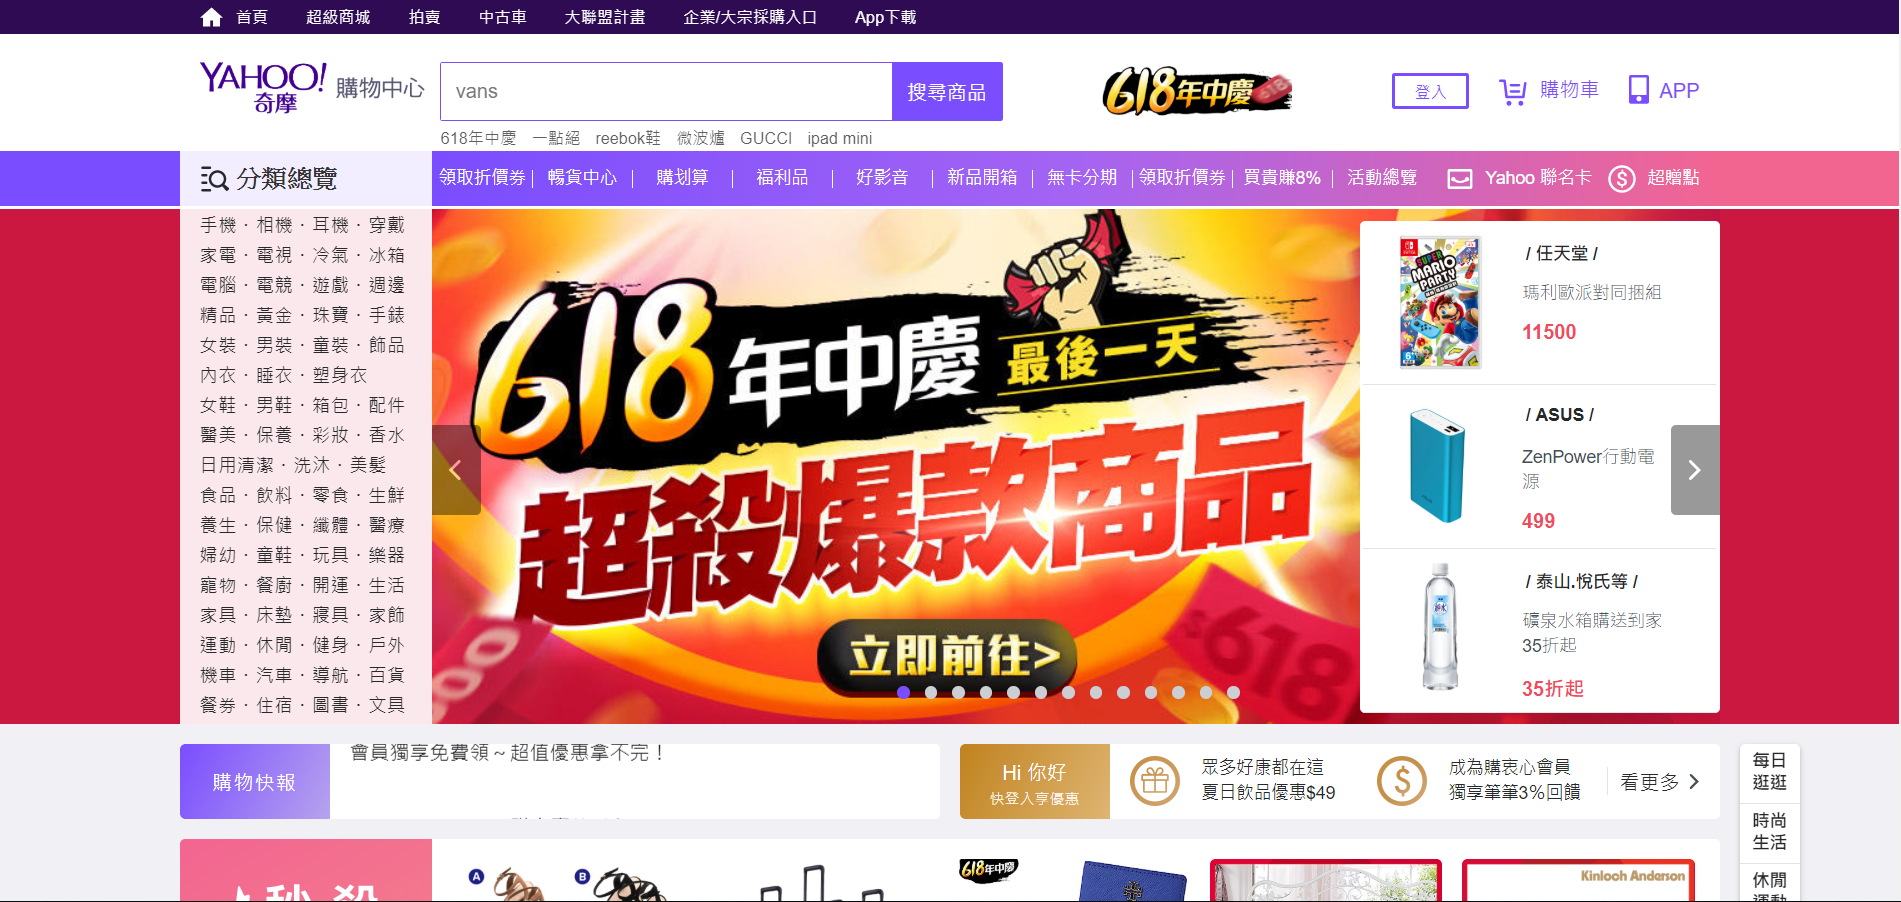 首頁 超級商城 拍賣 中古車 大聯盟計畫 企業/大宗採購入口 App下載
YAHOO! 奇摩 購物中心
vans
搜尋商品
618年中慶
登入 購物車 APP
618年中慶 一點絕 reebok鞋 微波爐 GUCCI ipad mini
分類總覽
領取折價券 暢貨中心 購划算 福利品 好影音 新品開箱 無卡分期 領取折價券 買貴賺8% 活動總覽 Yahoo 聯名卡 超贈點
手機．相機．耳機．穿戴
家電．電視．冷氣．冰箱
電腦．電競．遊戲．週邊
精品．黃金．珠寶．手錶
女裝．男裝．童裝．飾品
內衣．睡衣．塑身衣
女鞋．男鞋．箱包．配件
醫美．保養．彩妝．香水
日用清潔．洗沐．美髮
食品．飲料．零食．生鮮
養生．保健．纖體．醫療
婦幼．童鞋．玩具．樂器
寵物．餐廚．開運．生活
家具．床墊．寢具．家飾
運動．休閒．健身．戶外
機車．汽車．導航．百貨
餐券．住宿．圖書．文具
618年中慶 最後一天
超殺爆款商品
立即前往>
SUPER MARIO PARTY
/ 任天堂 /
瑪利歐派對同捆組
11500
/ ASUS /
ZenPower行動電
源
499
/ 泰山.悅氏等 /
礦泉水箱購送到家
35折起
35折起
購物快報
會員獨享免費領～超值優惠拿不完！
Hi 你好
快登入享優惠
眾多好康都在這
夏日飲品優惠$49
成為購衷心會員
獨享筆筆3%回饋
看更多
每日
逛逛
時尚
生活
休閒
運動
秒殺
A B
618年中慶
Kinloch Anderson